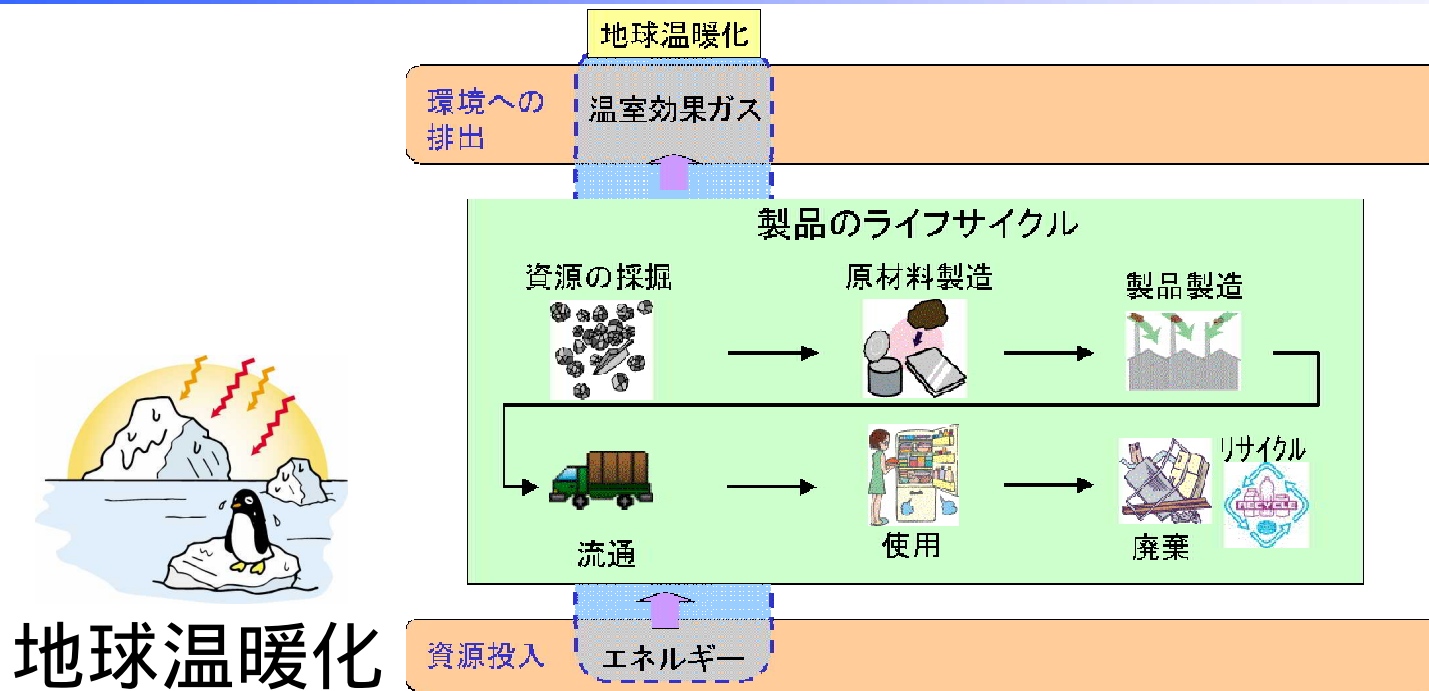 地球温暖化
環境への
排出
温室効果ガス
製品のライフサイクル
資源の採掘
原材料製造
製品製造
流通
使用
廃棄
リサイクル
RECYCLE
地球温暖化
資源投入
エネルギー